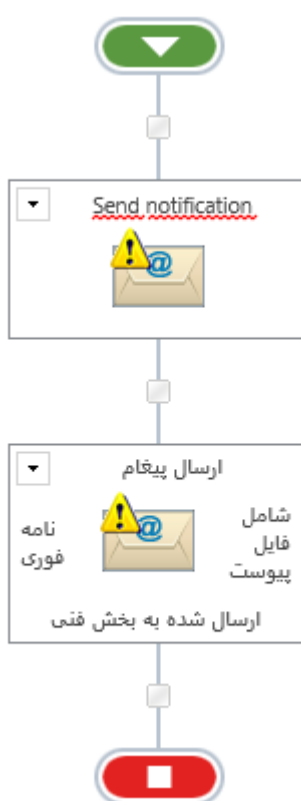 Send notification
ارسال پیغام
شامل
فایل
پیوست
نامه
فوری
ارسال شده به بخش فنی